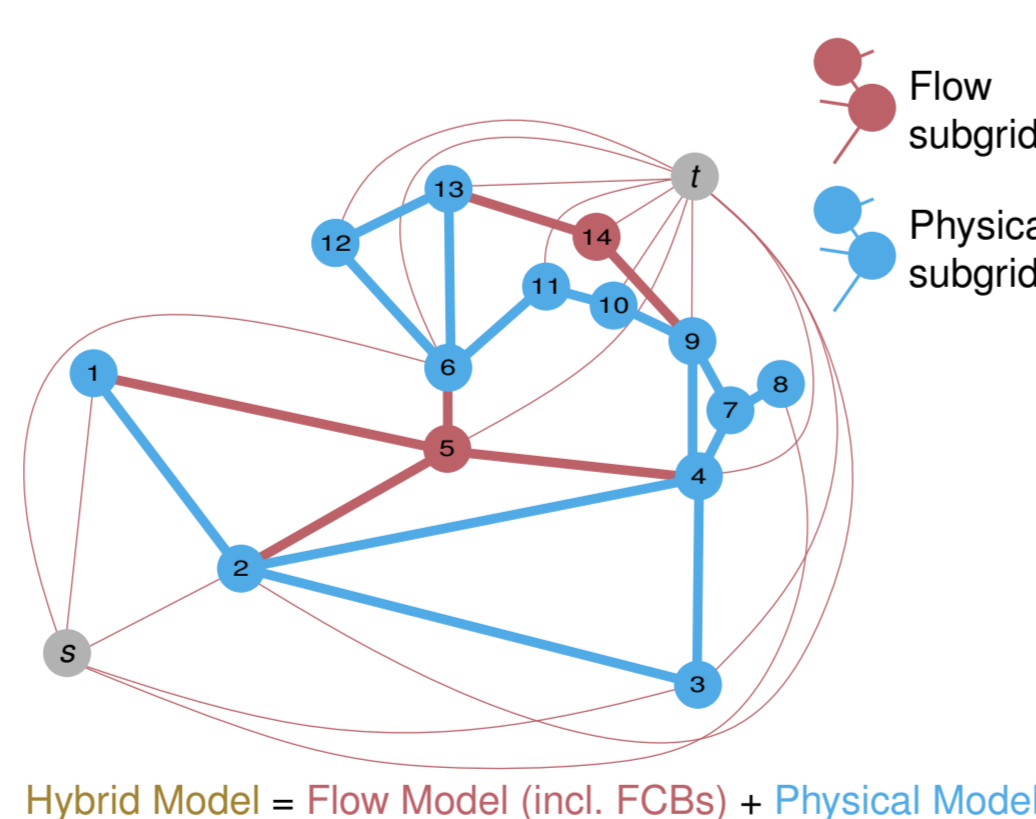 Flow
subgrid
t
13
14
12
11
10
9
6
1
8
7
5
4
2
s
3
Physica
subgrid
Hybrid Model = Flow Model (incl. FCBs) + Physical Model